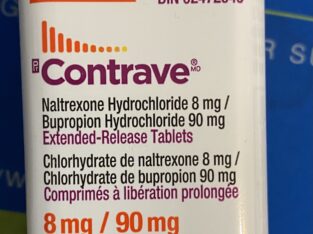 Contrave®
MD
Naltrexone Hydrochloride 8 mg /
Bupropion Hydrochloride 90 mg
Extended-Release Tablets
Chlorhydrate de naltrexone 8 mg /
Chlorhydrate de bupropion 90 mg
Comprimés à libération prolongée
8 mg / 90 mg